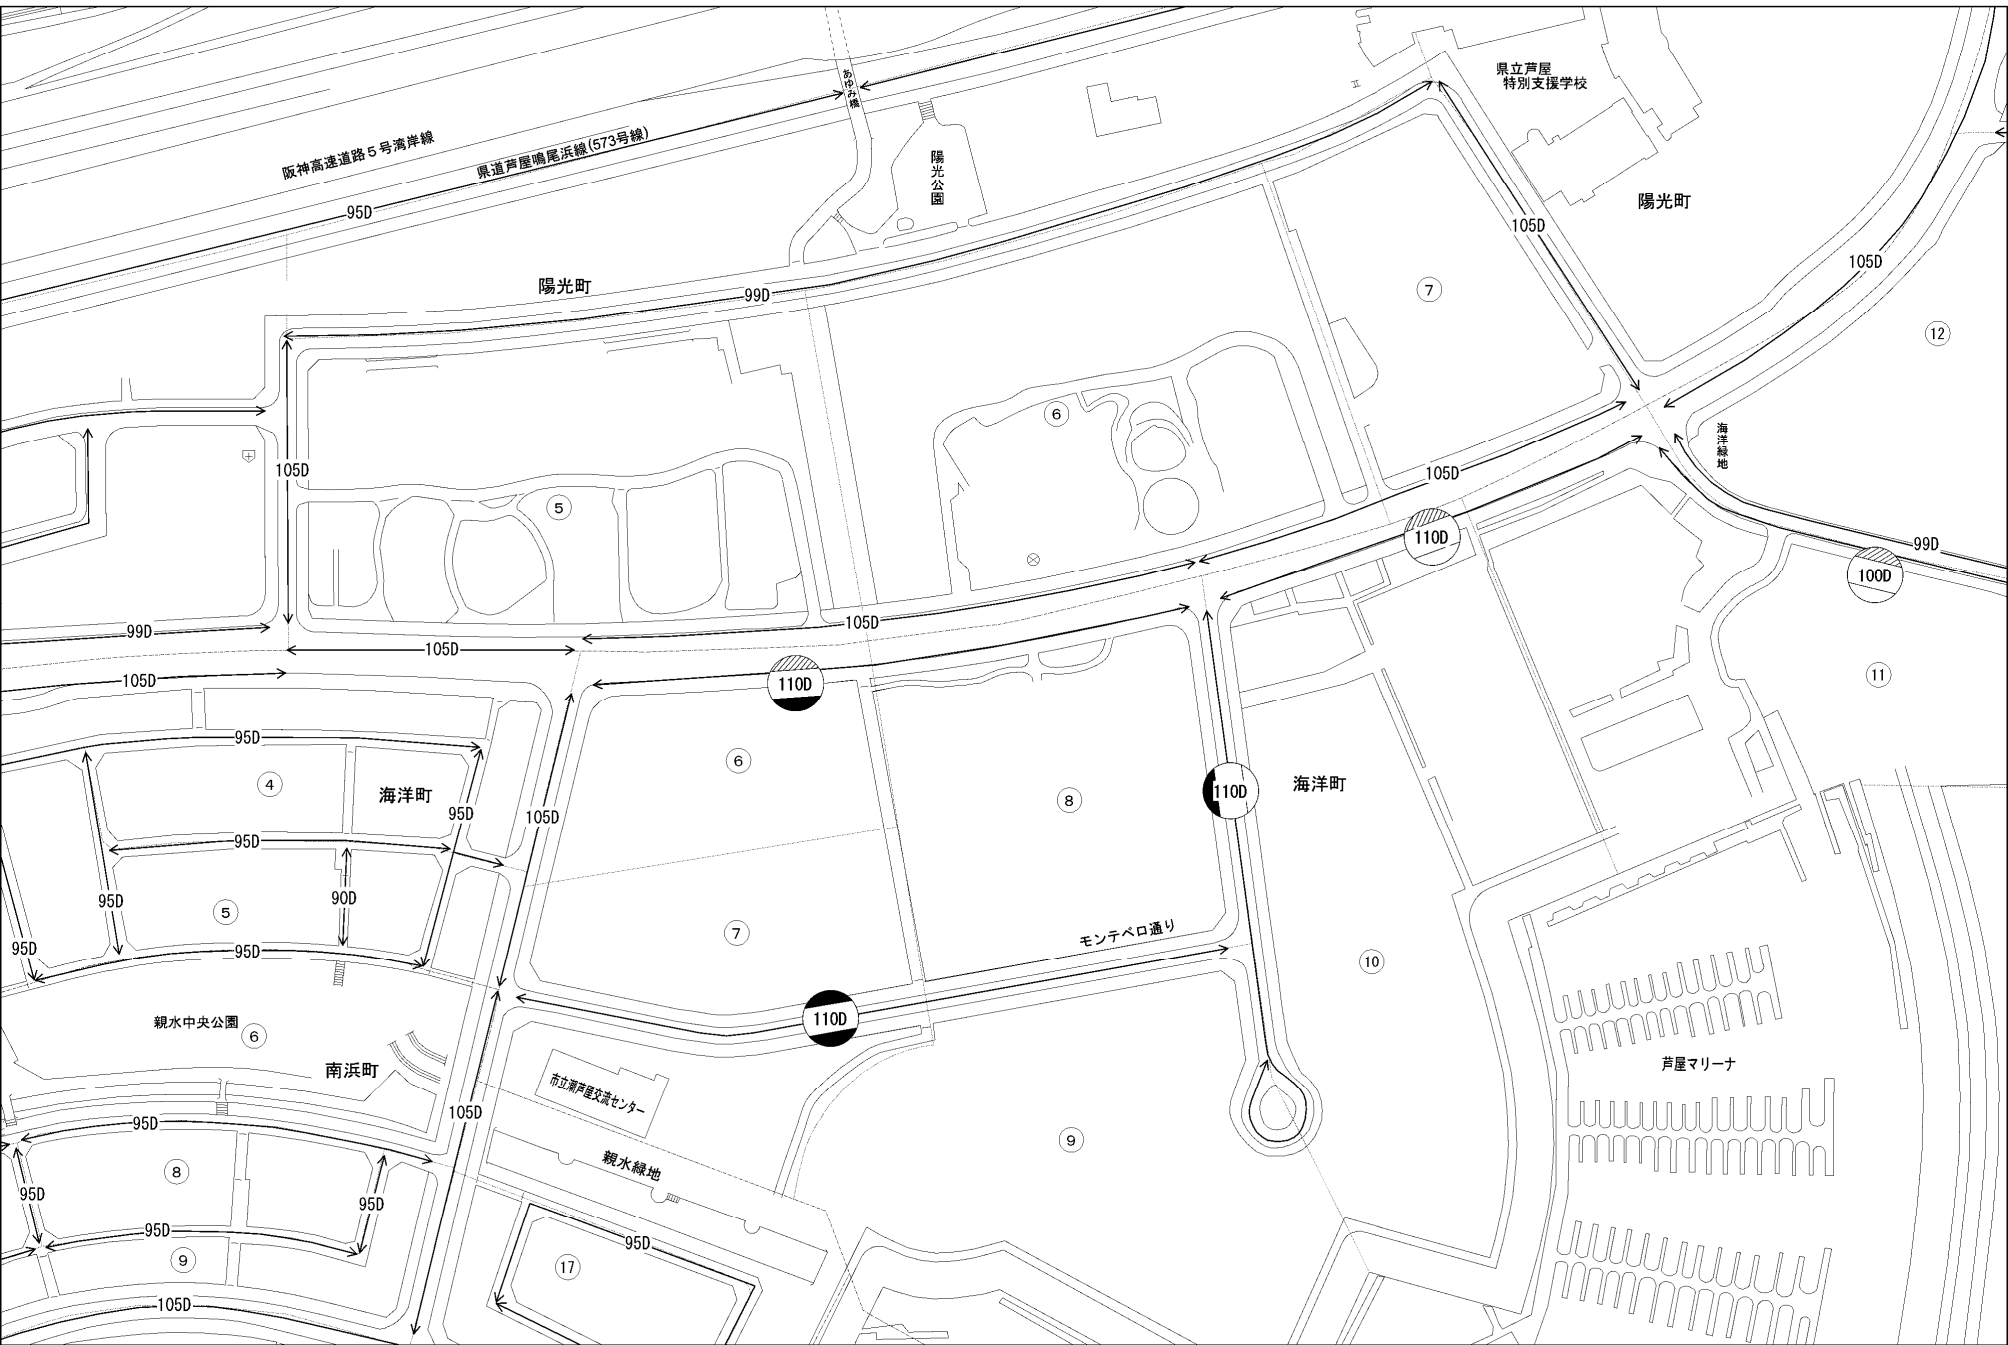 あゆみ橋
県立芦屋
特別支援学校
阪神高速道路5号湾岸線
県道芦屋鳴尾浜線(573号線)
95D
陽光公園
陽光町
105D
105D
陽光町
99D
⑦
⑫
⑥
海洋緑地
105D
105D
⑤
110D
99D
100D
99D
105D
105D
105D
110D
⑪
95D
⑥
④
海洋町
95D
105D
⑧
110D
海洋町
95D
95D
90D
⑤
95D
95D
⑦
モンテベロ通り
⑩
親水中央公園
⑥
110D
南浜町
市立潮芦屋交流センター
芦屋マリーナ
95D
105D
⑨
⑧
親水緑地
95D
95D
95D
95D
⑨
⑰
105D